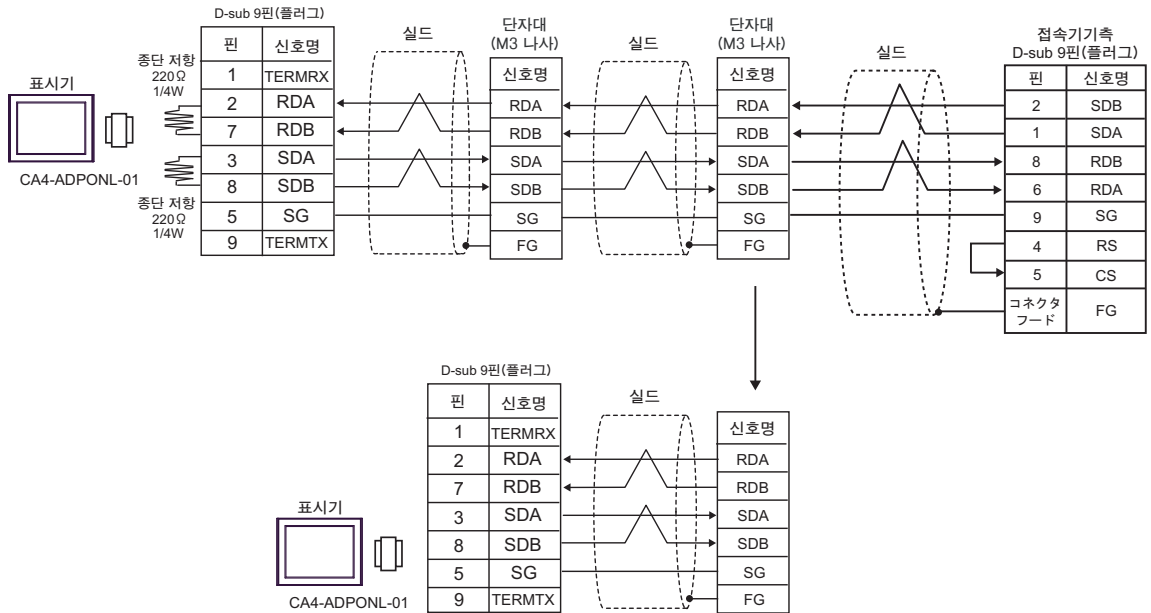 D-sub 9핀(플러그)
핀 신호명
1 TERMRX
2 RDA
7 RDB
3 SDA
8 SDB
5 SG
9 TERMTX
종단 저항
220Ω
1/4W
종단 저항
220Ω
1/4W
표시기
CA4-ADPONL-01
실드
단자대
(M3 나사)
신호명
RDA
RDB
SDA
SDB
SG
FG
실드
단자대
(M3 나사)
신호명
RDA
RDB
SDA
SDB
SG
FG
실드
접속기기측
D-sub 9핀(플러그)
핀 신호명
2 SDB
1 SDA
8 RDB
6 RDA
9 SG
4 RS
5 CS
コネクタ
フード
FG
D-sub 9핀(플러그)
핀 신호명
1 TERMRX
2 RDA
7 RDB
3 SDA
8 SDB
5 SG
9 TERMTX
표시기
CA4-ADPONL-01
실드
신호명
RDA
RDB
SDA
SDB
SG
FG